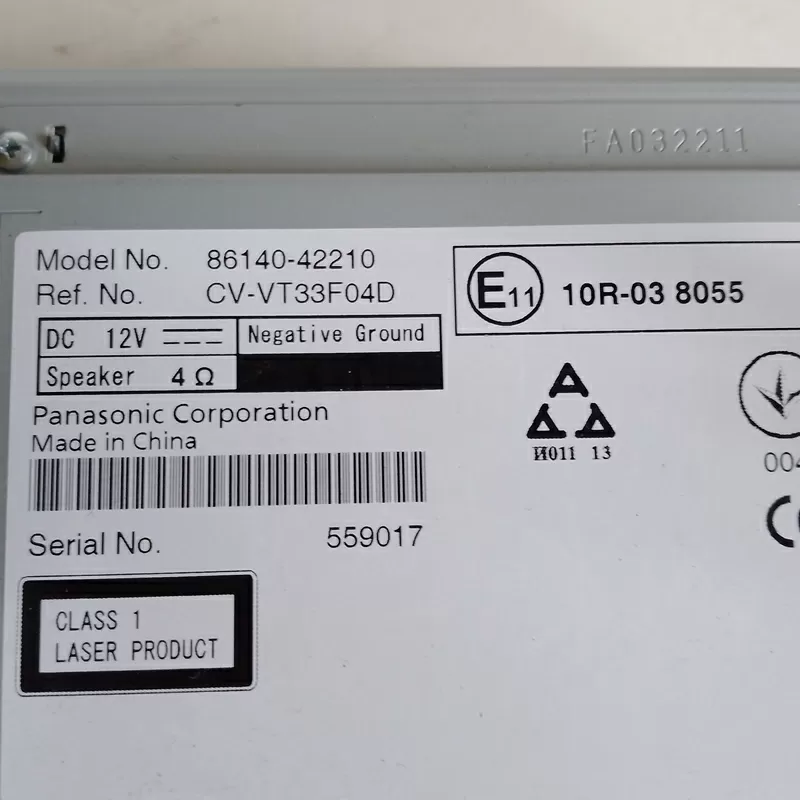 FA032211
Model No. 86140-42210
Ref. No. CV-VT33F04D
DC 12V
Negative Ground
Speaker 4 Ω
Panasonic Corporation
Made in China
Serial No. 559017
CLASS 1
LASER PRODUCT
E11 10R-03 8055
И011 13
004
CE